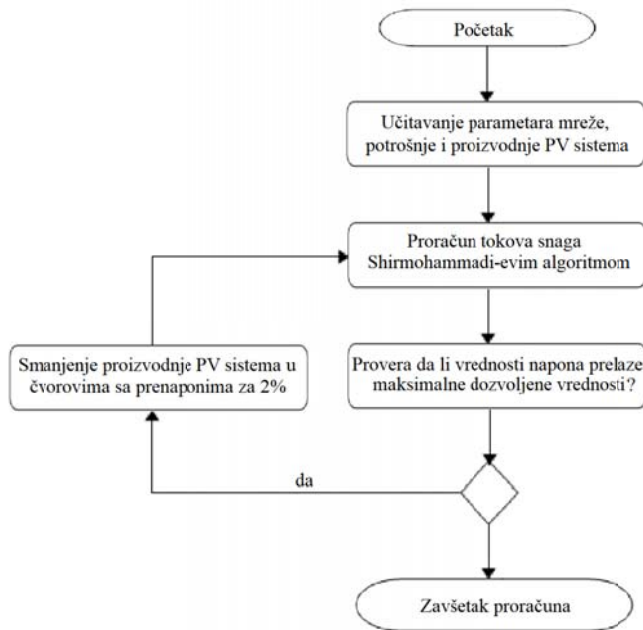 Početak
Učitavanje parametara mreže,
potrošnje i proizvodnje PV sistema
Proračun tokova snaga
Shirmohammadi-evim algoritmom
Smanjenje proizvodnje PV sistema u
čvorovima sa prenaponima za 2%
Provera da li vrednosti napona prelaze
maksimalne dozvoljene vrednosti?
da
Zavšetak proračuna